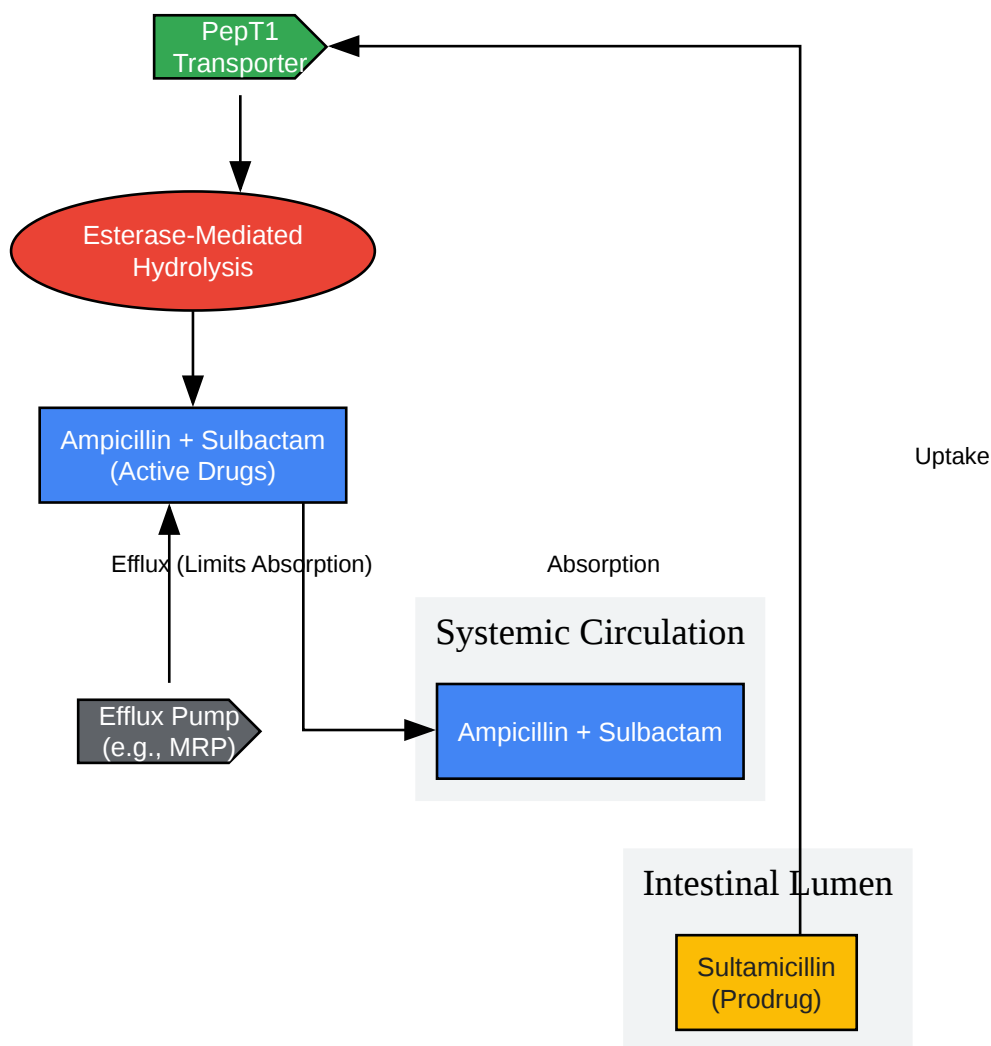 PepT1
Transporter
Esterase-Mediated
Hydrolysis
Ampicillin + Sulbactam
(Active Drugs)
Uptake
Efflux (Limits Absorption)
Absorption
Systemic Circulation
Efflux Pump
(e.g., MRP)
Ampicillin + Sulbactam
Intestinal Lumen
Sultamicillin
(Prodrug)